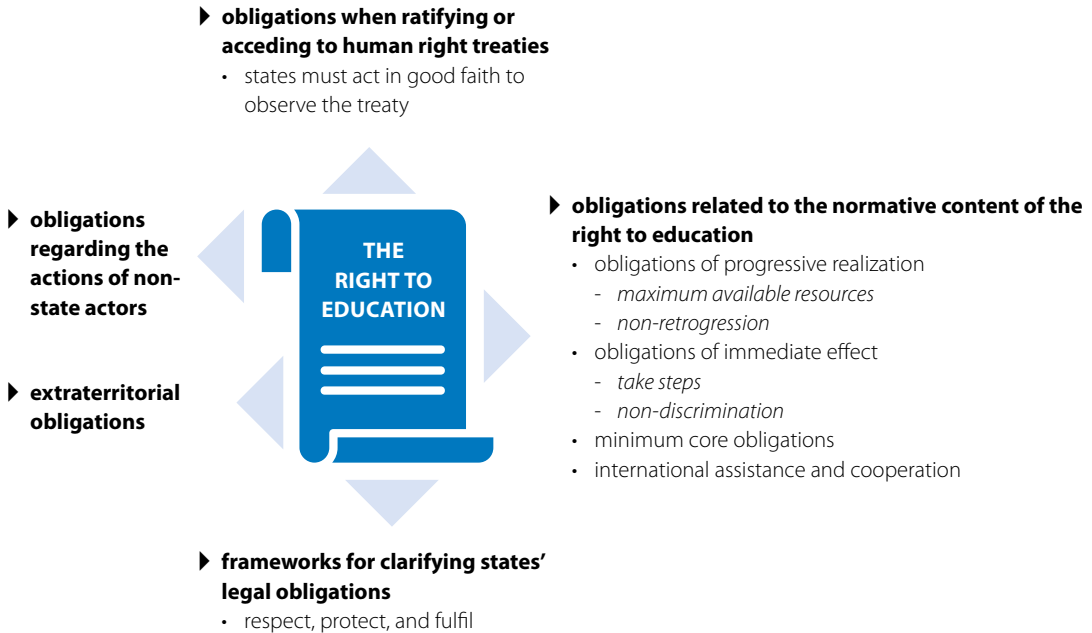 obligations when ratifying or
acceding to human right treaties
• states must act in good faith to
observe the treaty
obligations
regarding the
actions of non-
state actors
extraterritorial
obligations
THE
RIGHT TO
EDUCATION
obligations related to the normative content of the
right to education
• obligations of progressive realization
- maximum available resources
- non-retrogression
• obligations of immediate effect
- take steps
- non-discrimination
• minimum core obligations
• international assistance and cooperation
frameworks for clarifying states’
legal obligations
• respect, protect, and fulfil